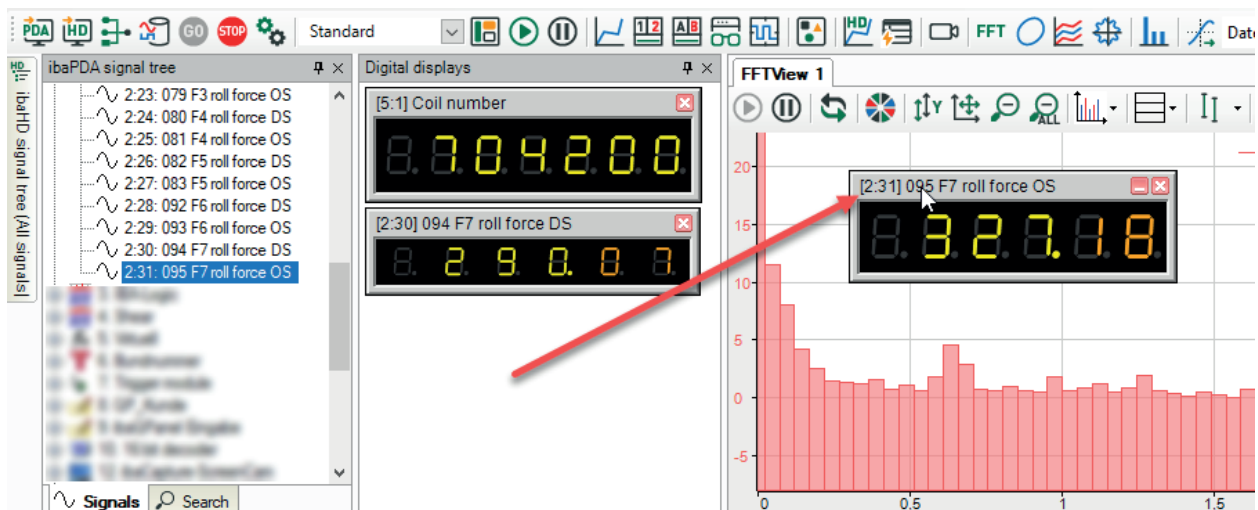 PDA HD GO STOP Standard 12 AB HD FFT Date
HD
ibaHD signal tree (All signals)
ibaPDA signal tree
2:23: 079 F3 roll force OS
2:24: 080 F4 roll force DS
2:25: 081 F4 roll force OS
2:26: 082 F5 roll force DS
2:27: 083 F5 roll force OS
2:28: 092 F6 roll force DS
2:29: 093 F6 roll force OS
2:30: 094 F7 roll force DS
2:31: 095 F7 roll force OS
Signals Search
Digital displays
[5:1] Coil number
704200
[2:30] 094 F7 roll force DS
290.07
FFTView 1
Y ALL
[2:31] 095 F7 roll force OS
327.18
20
15
10
5
0
-5
0 0.5 1 1.5